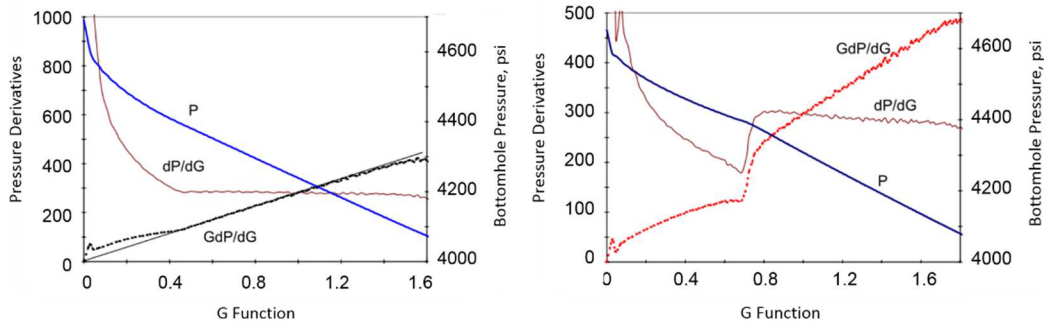 1000
800
600
400
200
0
Pressure Derivatives
4600
4400
4200
4000
Bottomhole Pressure, psi
P
dP/dG
GdP/dG
0 0.4 0.8 1.2 1.6
G Function
500
400
300
200
100
0
Pressure Derivatives
4600
4400
4200
4000
Bottomhole Pressure, psi
GdP/dG
dP/dG
P
0 0.4 0.8 1.2 1.6
G Function